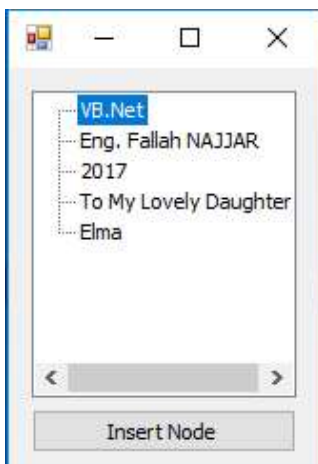 VB.Net
Eng. Fallah NAJJAR
2017
To My Lovely Daughter
Elma
Insert Node